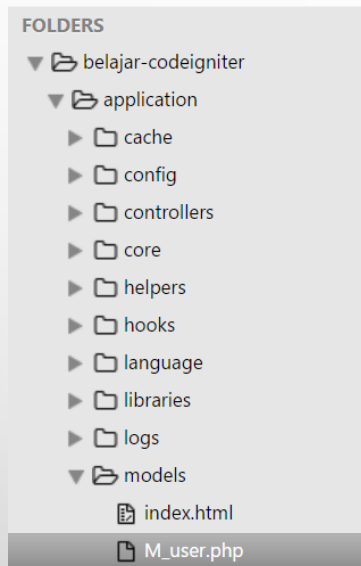 FOLDERS
belajar-codeigniter
application
cache
config
controllers
core
helpers
hooks
language
libraries
logs
models
index.html
M_user.php